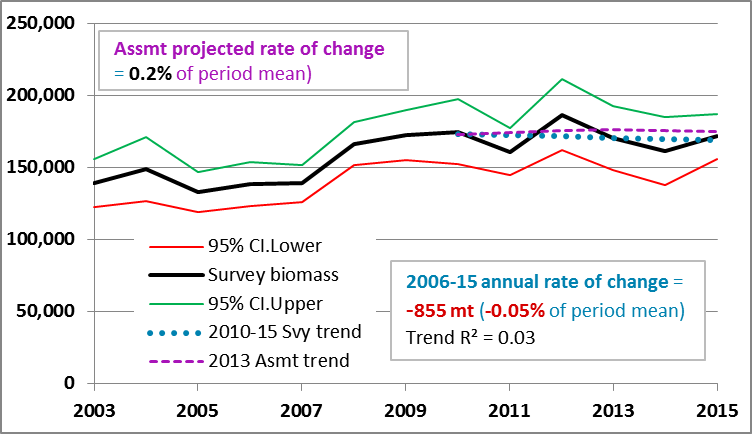 250,000
200,000
150,000
100,000
50,000
0
Assmt projected rate of change
= 0.2% of period mean)
95% CI.Lower
Survey biomass
95% CI.Upper
2010-15 Svy trend
2013 Asmt trend
2006-15 annual rate of change =
-855 mt (-0.05% of period mean)
Trend R² = 0.03
2003 2005 2007 2009 2011 2013 2015